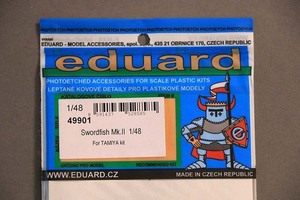 EDUARD - MODEL ACCESSORIES, spol. 435 21 OBRNICE 170, CZECH REPUBLIC
eduard
PHOTOETCHED ACCESSORIES FOR SCALE PLASTIC KITS
LEPTANÉ KOVOVÉ DETAILY PRO PLASTIKOVÉ MODELY
KATALOGOVÉ ČÍSLO
1/48
49901
Swordfish Mk.II 1/48
For TAMIYA kit
WWW.EDUARD.CZ
MADE IN CZECH REPUBLIC